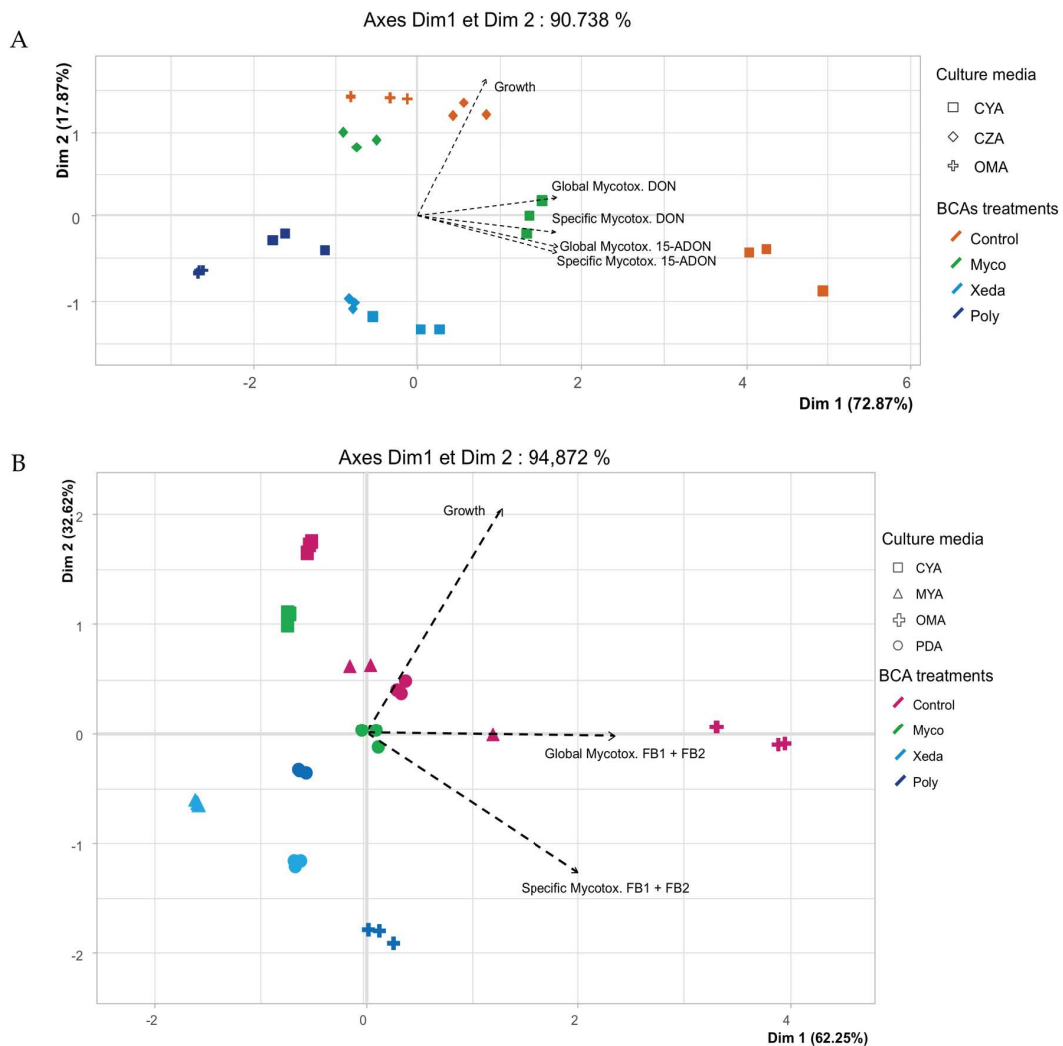 A
Axes Dim1 et Dim 2 : 90.738 %
Dim 2 (17.87%)
1
0
-1
-2
0
2
4
6
Dim 1 (72.87%)
Growth
Global Mycotox. DON
Specific Mycotox. DON
Global Mycotox. 15-ADON
Specific Mycotox. 15-ADON
Culture media
CYA
CZA
OMA
BCAs treatments
Control
Myco
Xeda
Poly
B
Axes Dim1 et Dim 2 : 94,872 %
Dim 2 (32.62%)
2
1
0
-1
-2
-2
0
2
4
Dim 1 (62.25%)
Growth
Global Mycotox. FB1 + FB2
Specific Mycotox. FB1 + FB2
Culture media
CYA
MYA
OMA
PDA
BCA treatments
Control
Myco
Xeda
Poly